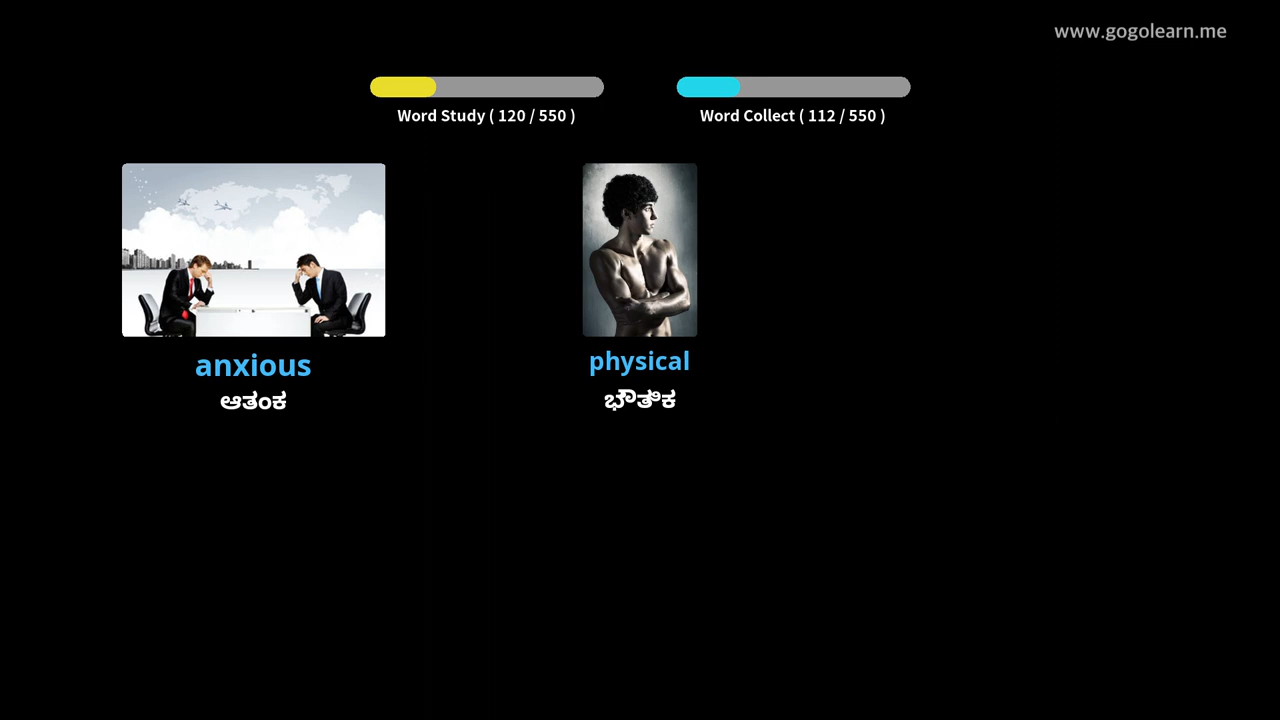 www.gogolearn.me
Word Study ( 120 / 550 )
Word Collect ( 112 / 550 )
anxious
ಆತಂಕ
physical
ಭೌತಿಕ